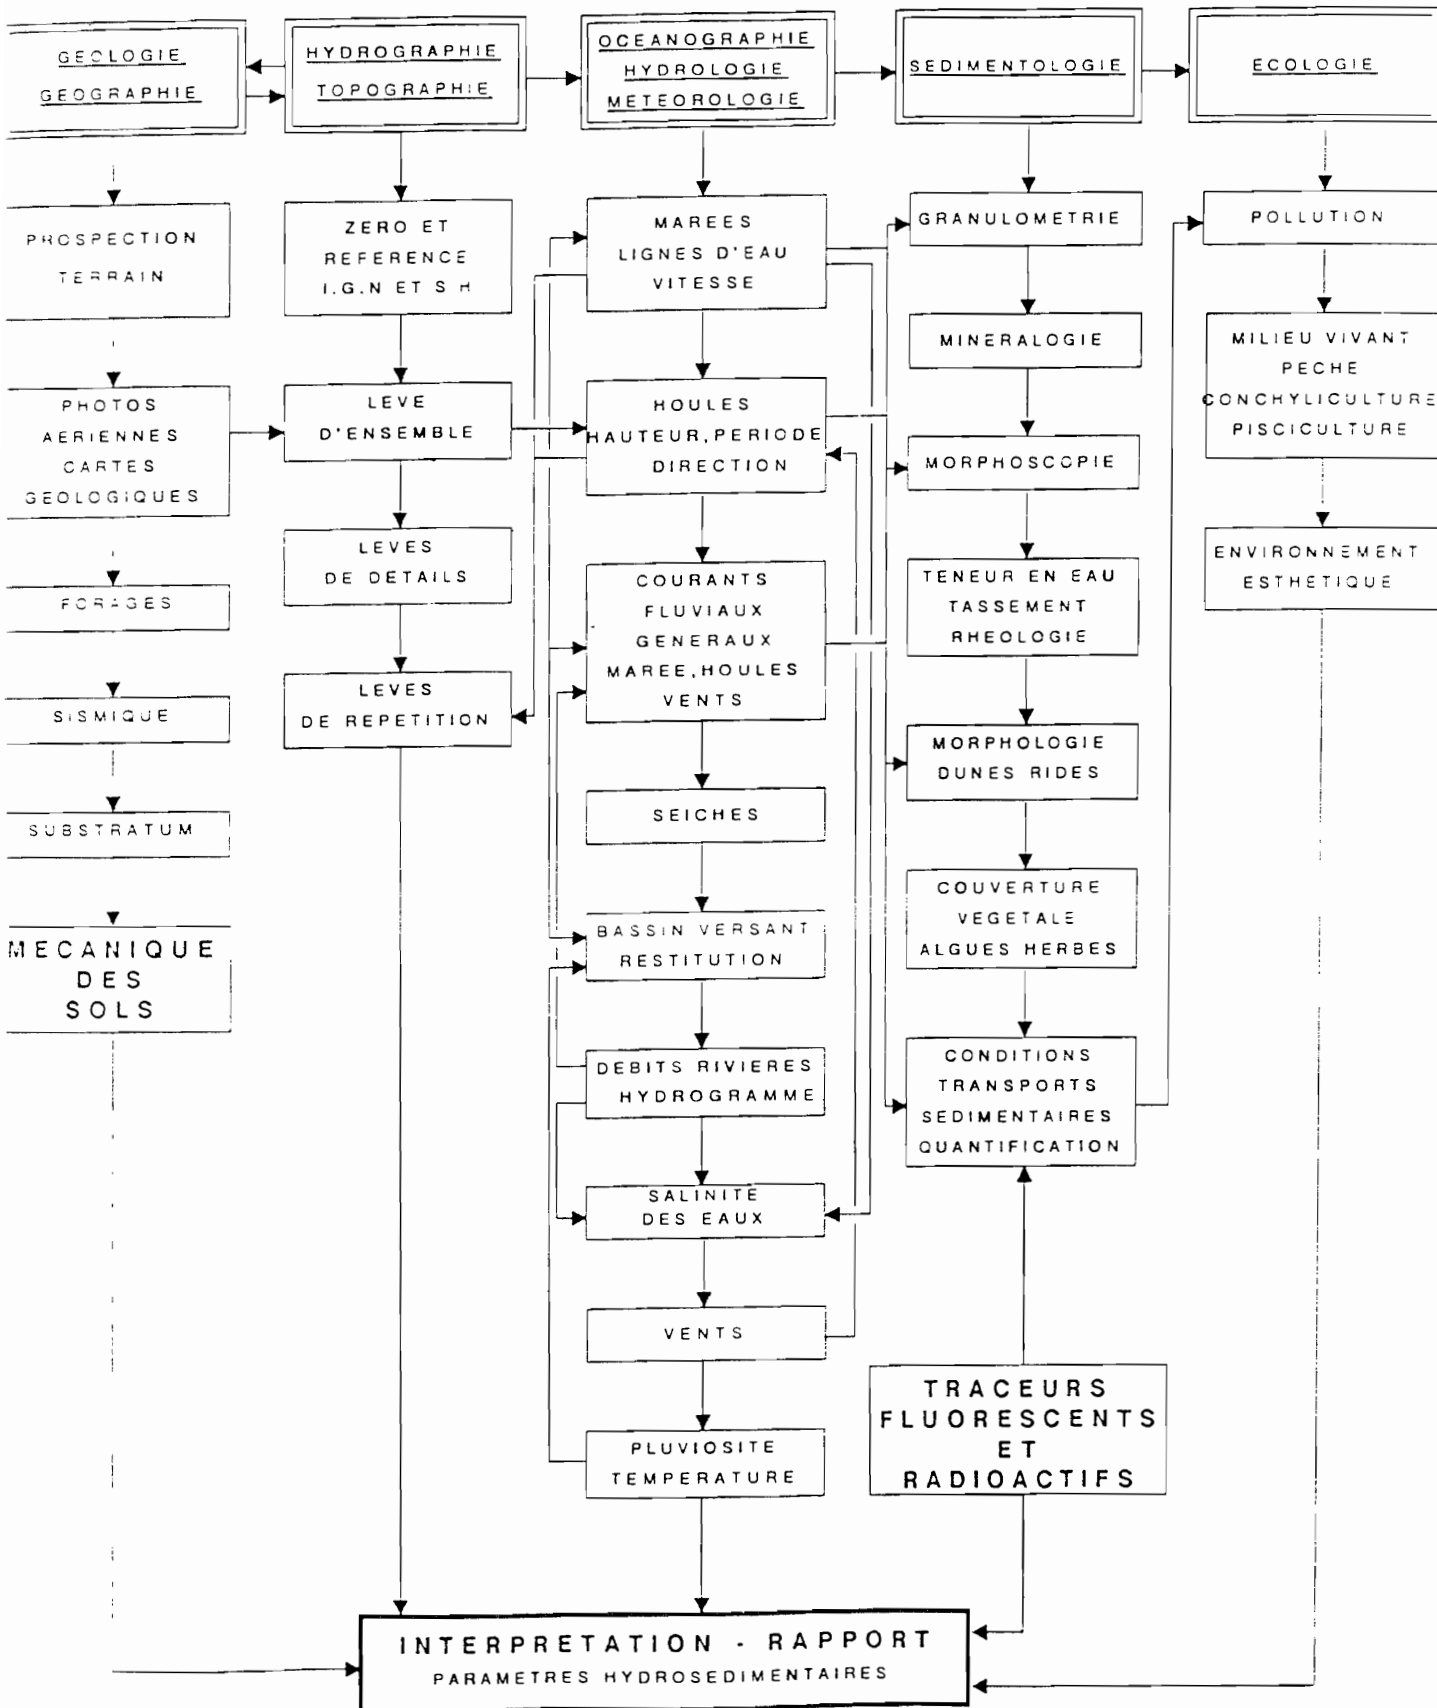 GEOLOGIE
GEOGRAPHIE
PROSPECTION
TERRAIN
PHOTOS
AERIENNES
CARTES
GEOLOGIQUES
FORAGES
SISMIQUE
SUBSTRATUM
MECANIQUE
DES
SOLS
HYDROGRAPHIE
TOPOGRAPHIE
ZERO ET
REFERENCE
I.G.N ET S H
LEVE
D'ENSEMBLE
LEVES
DE DETAILS
LEVES
DE REPETITION
OCEANOGRAPHIE
HYDROLOGIE
METEOROLOGIE
MAREES
LIGNES D'EAU
VITESSE
HOULES
HAUTEUR, PERIODE
DIRECTION
COURANTS
FLUVIAUX
GENERAUX
MAREE, HOULES
VENTS
SEICHES
BASSIN VERSANT
RESTITUTION
DEBITS RIVIERES
HYDROGRAMME
SALINITE
DES EAUX
VENTS
PLUVIOSITE
TEMPERATURE
SEDIMENTOLOGIE
GRANULOMETRIE
MINERALOGIE
MORPHOSCOPIE
TENEUR EN EAU
TASSEMENT
RHEOLOGIE
MORPHOLOGIE
DUNES RIDES
COUVERTURE
VEGETALE
ALGUES HERBES
CONDITIONS
TRANSPORTS
SEDIMENTAIRES
QUANTIFICATION
TRACEURS
FLUORESCENTS
ET
RADIOACTIFS
ECOLOGIE
POLLUTION
MILIEU VIVANT
PECHE
CONCHYLICULTURE
PISCICULTURE
ENVIRONNEMENT
ESTHETIQUE
INTERPRETATION - RAPPORT
PARAMETRES HYDROSEDIMENTAIRES